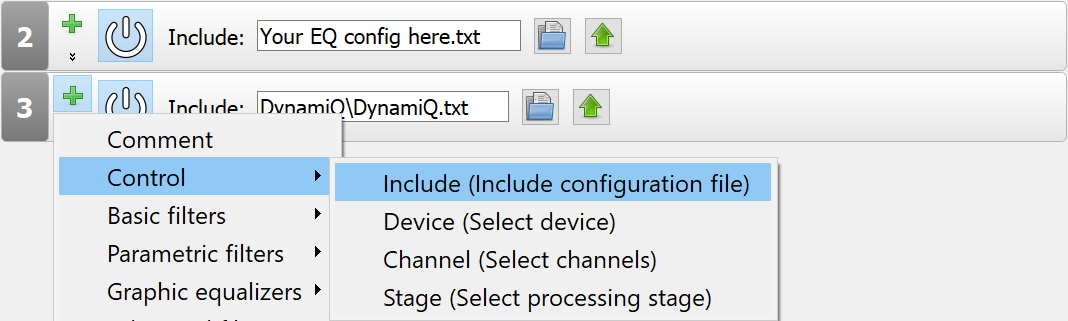 2 Include: Your EQ config here.txt
3 Include: DynamiQ\DynamiQ.txt
Comment
Control
Include (Include configuration file)
Basic filters
Device (Select device)
Parametric filters
Channel (Select channels)
Graphic equalizers
Stage (Select processing stage)